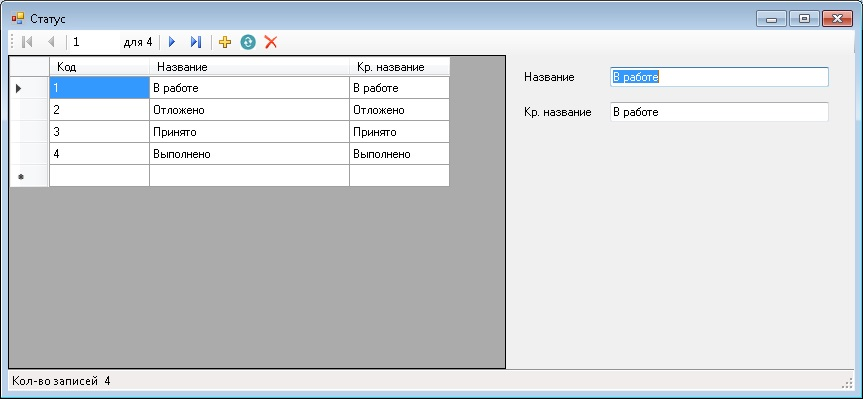 Статус
1 для 4
Код Название Кр. название
1 В работе В работе
2 Отложено Отложено
3 Принято Принято
4 Выполнено Выполнено
Название В работе
Кр. название В работе
Кол-во записей 4